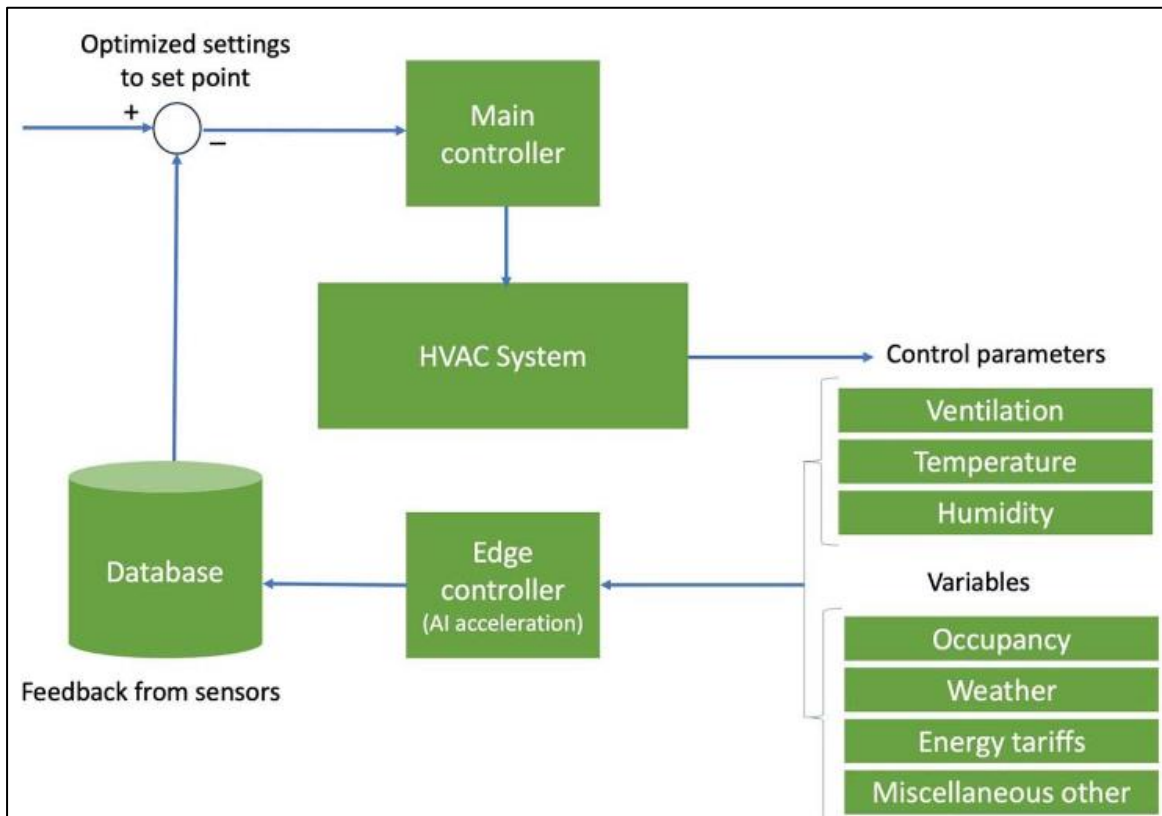 Optimized settings
to set point
+
−
Main
controller
HVAC System
Control parameters
Ventilation
Temperature
Humidity
Database
Edge
controller
(AI acceleration)
Variables
Occupancy
Weather
Energy tariffs
Miscellaneous other
Feedback from sensors